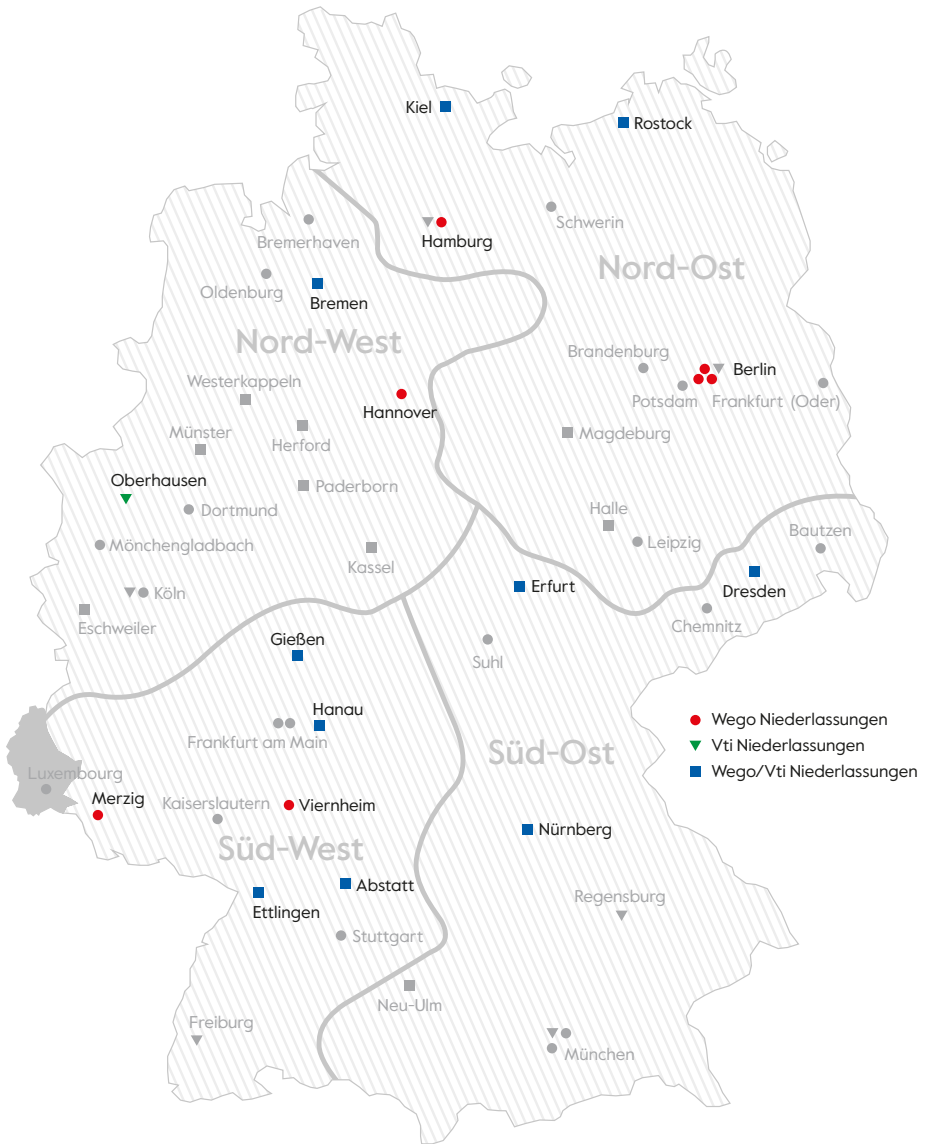 Kiel
Rostock
Schwerin
Hamburg
Bremerhaven
Nord-Ost
Oldenburg
Bremen
Nord-West
Brandenburg
Berlin
Westerkappeln
Potsdam
Frankfurt (Oder)
Hannover
Münster
Herford
Magdeburg
Oberhausen
Paderborn
Dortmund
Halle
Bautzen
Mönchengladbach
Leipzig
Kassel
Köln
Erfurt
Dresden
Eschweiler
Chemnitz
Gießen
Suhl
Hanau
Wego Niederlassungen
Frankfurt am Main
Vti Niederlassungen
Süd-Ost
Luxembourg
Wego/Vti Niederlassungen
Merzig
Kaiserslautern
Viernheim
Nürnberg
Süd-West
Abstatt
Regensburg
Ettlingen
Stuttgart
Neu-Ulm
Freiburg
München